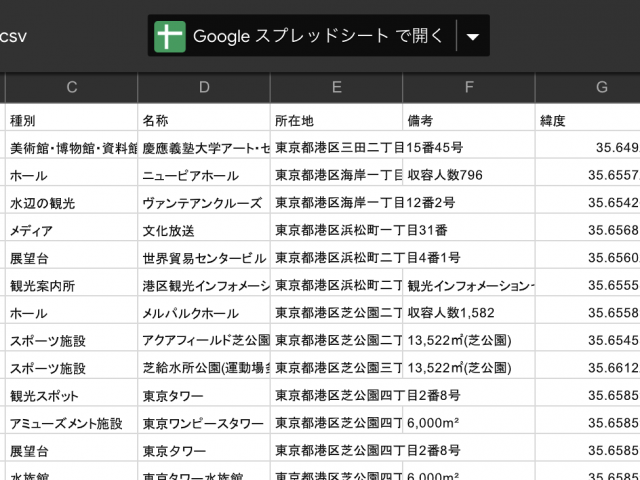 csv
Google スプレッドシート で開く
C D E F G
種別 名称 所在地 備考 緯度
美術館・博物館・資料館 慶應義塾大学アート・セ 東京都港区三田二丁目15番45号 35.649
ホール ニューピアホール 東京都港区海岸一丁目 収容人数796 35.6557
水辺の観光 ヴァンテアンクルーズ 東京都港区海岸一丁目12番2号 35.6542
メディア 文化放送 東京都港区浜松町一丁目31番 35.6568
展望台 世界貿易センタービル 東京都港区浜松町二丁目4番1号 35.6560
観光案内所 港区観光インフォメーシ 東京都港区浜松町二丁 観光インフォメーション 35.6555
ホール メルパルクホール 東京都港区芝公園二丁 収容人数1,582 35.6558
スポーツ施設 アクアフィールド芝公園 東京都港区芝公園二丁 13,522㎡(芝公園) 35.6545
スポーツ施設 芝給水所公園(運動場 東京都港区芝公園三丁 13,522㎡(芝公園) 35.6612
観光スポット 東京タワー 東京都港区芝公園四丁目2番8号 35.6585
アミューズメント施設 東京ワンピースタワー 東京都港区芝公園四丁 6,000m² 35.6585
展望台 東京タワー 東京都港区芝公園四丁目2番8号 35.6585
水族館 東京タワー水族館 東京都港区芝公園四丁 6,000m² 35.6585